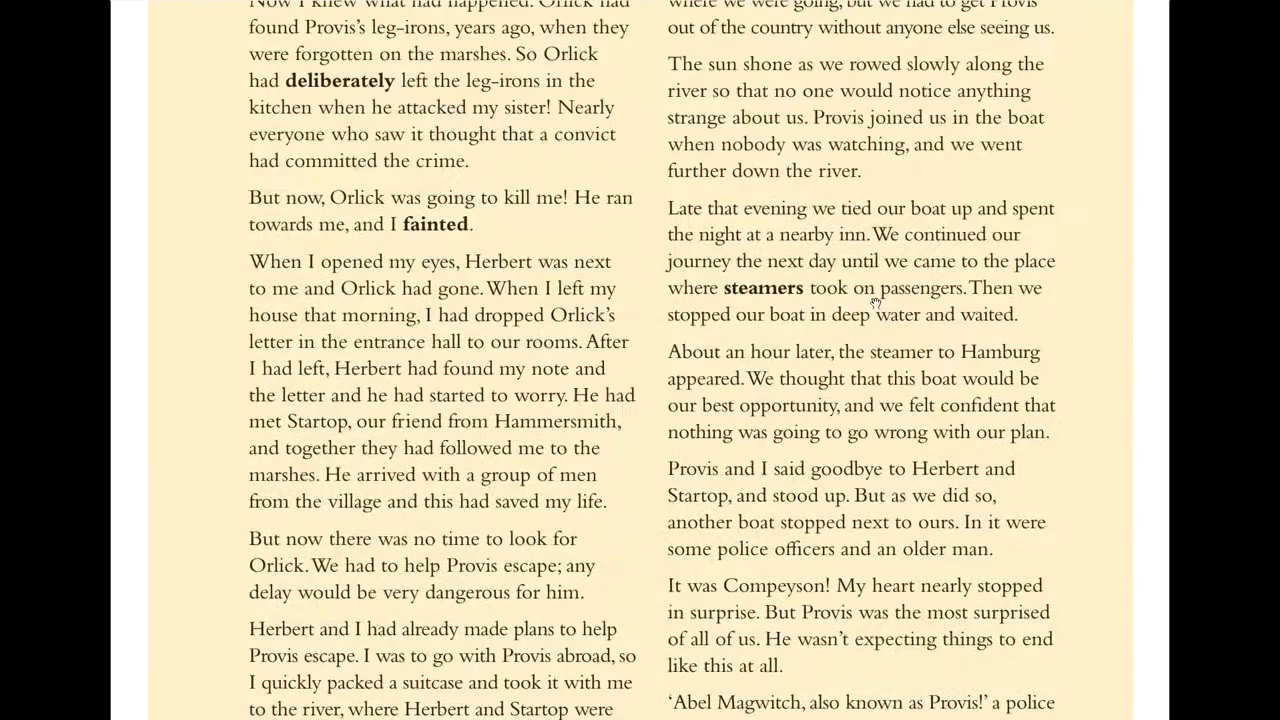 Now I knew what had happened. Orlick had
found Provis's leg-irons, years ago, when they
were forgotten on the marshes. So Orlick
had deliberately left the leg-irons in the
kitchen when he attacked my sister! Nearly
everyone who saw it thought that a convict
had committed the crime.
But now, Orlick was going to kill me! He ran
towards me, and I fainted.
When I opened my eyes, Herbert was next
to me and Orlick had gone. When I left my
house that morning, I had dropped Orlick's
letter in the entrance hall to our rooms. After
I had left, Herbert had found my note and
the letter and he had started to worry. He had
met Startop, our friend from Hammersmith,
and together they had followed me to the
marshes. He arrived with a group of men
from the village and this had saved my life.
But now there was no time to look for
Orlick. We had to help Provis escape; any
delay would be very dangerous for him.
Herbert and I had already made plans to help
Provis escape. I was to go with Provis abroad, so
I quickly packed a suitcase and took it with me
to the river, where Herbert and Startop were
where we were going, but we had to get Provis
out of the country without anyone else seeing us.
The sun shone as we rowed slowly along the
river so that no one would notice anything
strange about us. Provis joined us in the boat
when nobody was watching, and we went
further down the river.
Late that evening we tied our boat up and spent
the night at a nearby inn. We continued our
journey the next day until we came to the place
where steamers took on passengers. Then we
stopped our boat in deep water and waited.
About an hour later, the steamer to Hamburg
appeared. We thought that this boat would be
our best opportunity, and we felt confident that
nothing was going to go wrong with our plan.
Provis and I said goodbye to Herbert and
Startop, and stood up. But as we did so,
another boat stopped next to ours. In it were
some police officers and an older man.
It was Compeyson! My heart nearly stopped
in surprise. But Provis was the most surprised
of all of us. He wasn't expecting things to end
like this at all.
'Abel Magwitch, also known as Provis!' a police